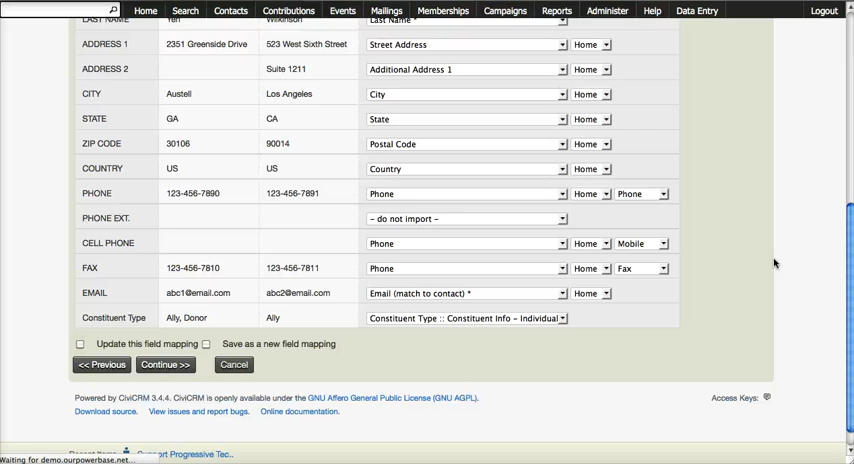 Home Search Contacts Contributions Events Mailings Memberships Campaigns Reports Administer Help Data Entry Logout
LAST NAME Yen Wilkinson Last Name *
ADDRESS 1 2351 Greenside Drive 523 West Sixth Street Street Address Home
ADDRESS 2 Suite 1211 Additional Address 1 Home
CITY Austell Los Angeles City Home
STATE GA CA State Home
ZIP CODE 30106 90014 Postal Code Home
COUNTRY US US Country Home
PHONE 123-456-7890 123-456-7891 Phone Home Phone
PHONE EXT. - do not import -
CELL PHONE Phone Home Mobile
FAX 123-456-7810 123-456-7811 Phone Home Fax
EMAIL abc1@email.com abc2@email.com Email (match to contact) * Home
Constituent Type Ally, Donor Ally Constituent Type :: Constituent Info - Individual
Update this field mapping Save as a new field mapping
<< Previous Continue >> Cancel
Powered by CiviCRM 3.4.4. CiviCRM is openly available under the GNU Affero General Public License (GNU AGPL). Access Keys:
Download source. View issues and report bugs. Online documentation.
Recent Items Support Progressive Tec..
Waiting for demo.ourpowerbase.net...